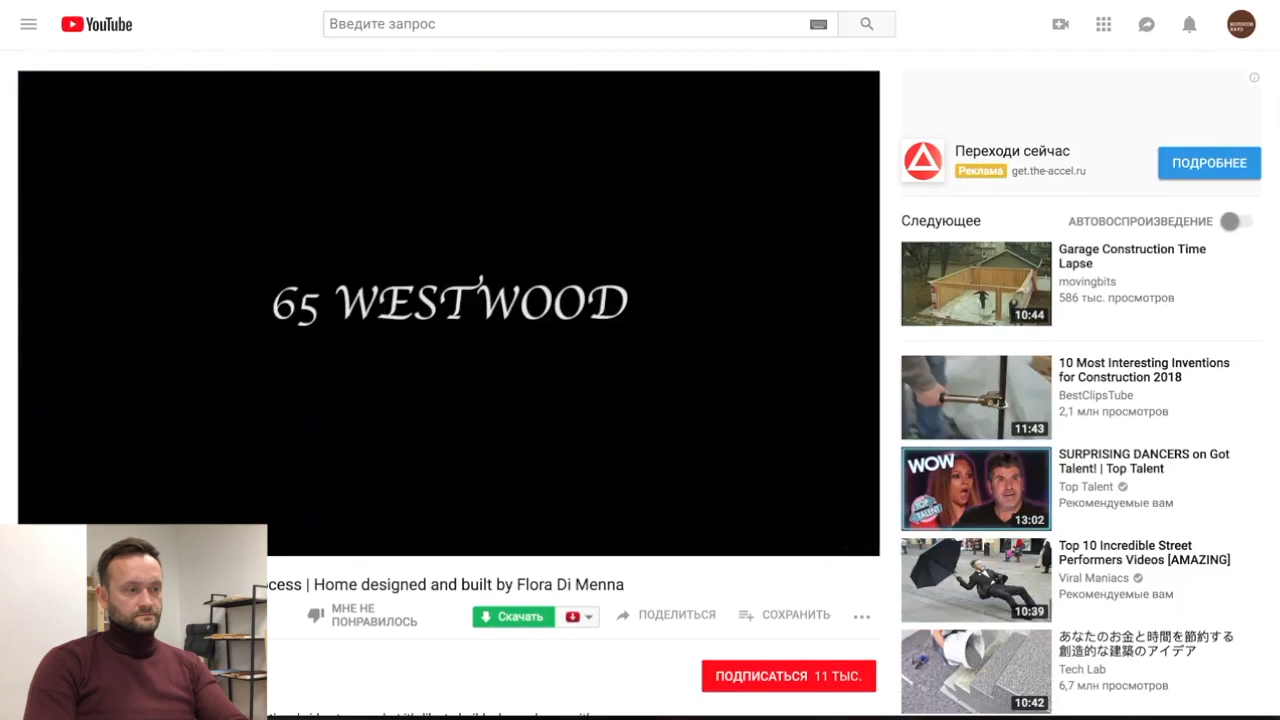 YouTube
Введите запрос
65 WESTWOOD
Переходи сейчас
Реклама get.the-accel.ru
ПОДРОБНЕЕ
Следующее
АВТОВОСПРОИЗВЕДЕНИЕ
Garage Construction Time
Lapse
movingbits
586 тыс. просмотров
10:44
10 Most Interesting Inventions
for Construction 2018
BestClipsTube
2,1 млн просмотров
11:43
SURPRISING DANCERS on Got
Talent! | Top Talent
Top Talent
Рекомендуемые вам
WOW
TOP
TALENT
13:02
Top 10 Incredible Street
Performers Videos [AMAZING]
Viral Maniacs
Рекомендуемые вам
10:39
あなたのお金と時間を節約する
創造的な建築のアイデア
Tech Lab
6,7 млн просмотров
10:42
cess | Home designed and built by Flora Di Menna
МНЕ НЕ
ПОНРАВИЛОСЬ
Скачать
ПОДЕЛИТЬСЯ
СОХРАНИТЬ
ПОДПИСАТЬСЯ 11 ТЫС.